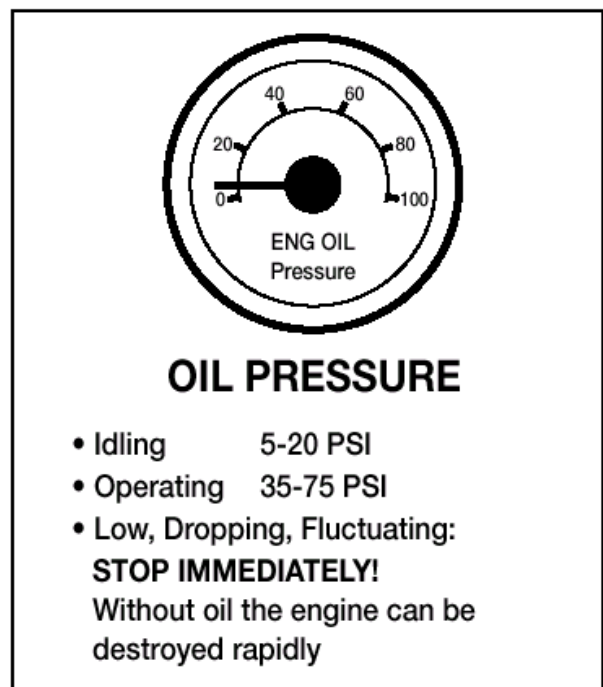 40 60
20 80
0 100
ENG OIL
Pressure
OIL PRESSURE
• Idling 5-20 PSI
• Operating 35-75 PSI
• Low, Dropping, Fluctuating:
STOP IMMEDIATELY!
Without oil the engine can be
destroyed rapidly